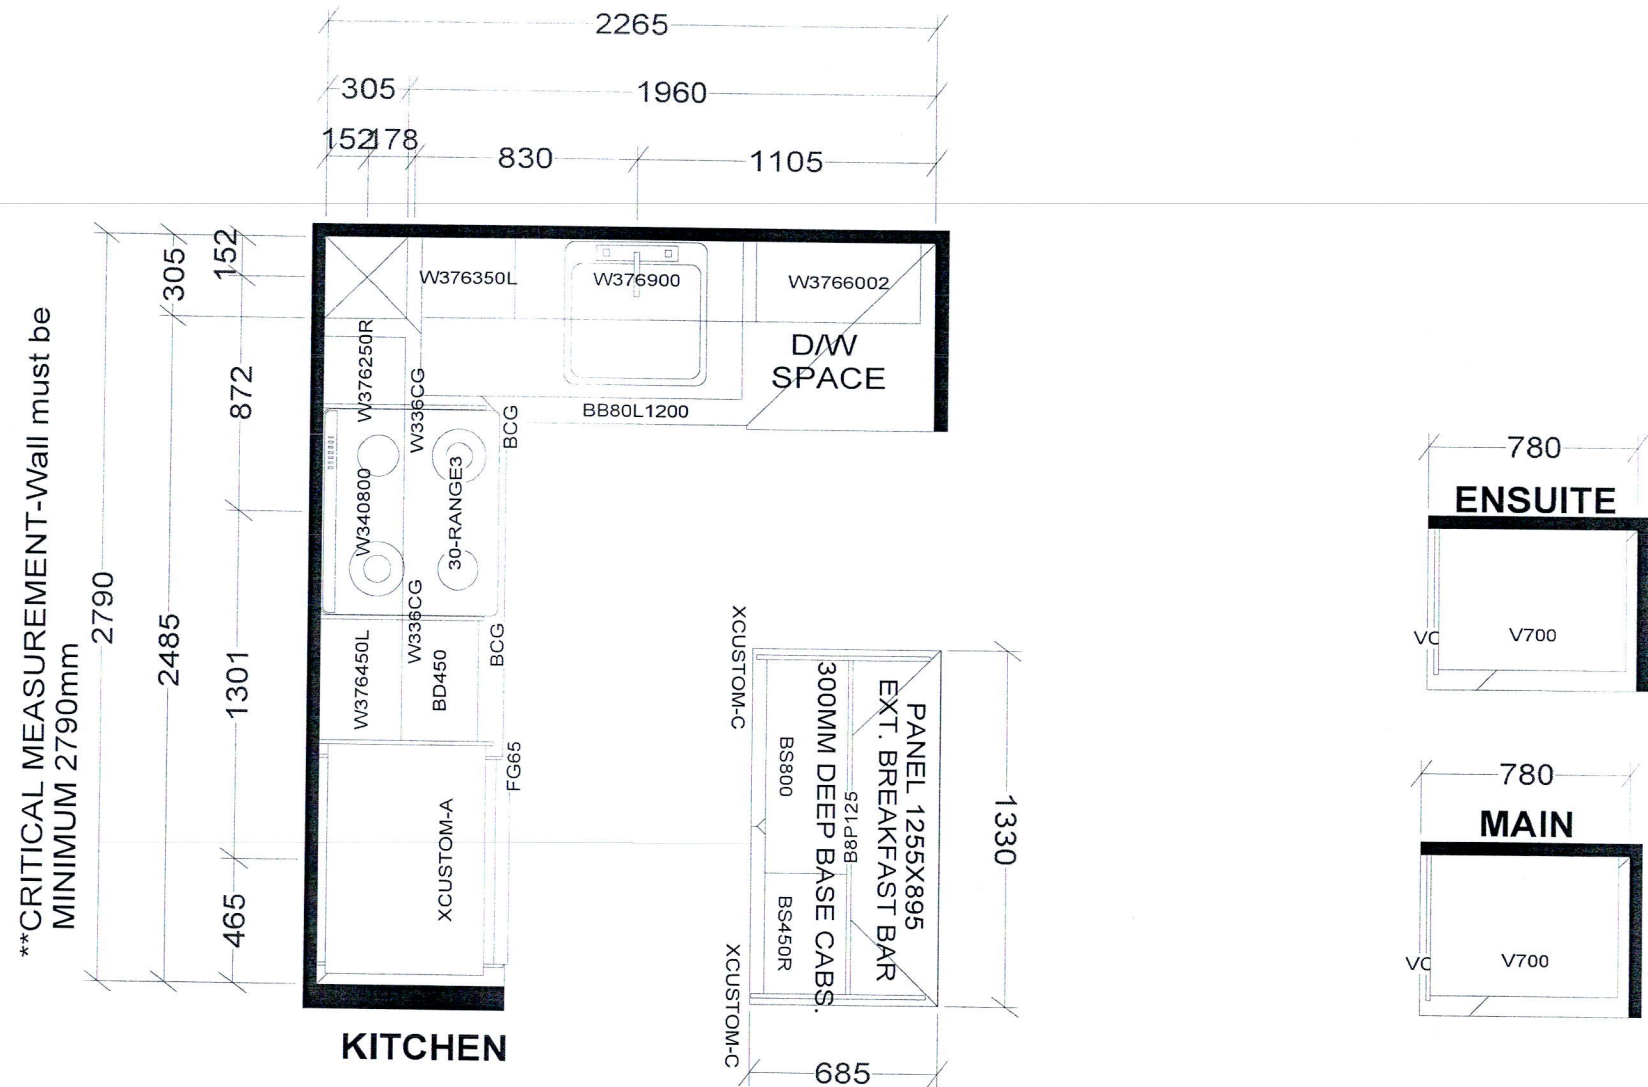 2265
305
1960
152
178
830
1105
**CRITICAL MEASUREMENT-Wall must be
MINIMUM 2790mm
2790
305
2485
152
872
1301
465
W376350L
W376900
W3766002
D/W
SPACE
BB80L1200
W376250R
W336CG
BCG
W340800
30-RANGE3
W376450L
W336CG
BD450
BCG
FG65
XCUSTOM-A
KITCHEN
XCUSTOM-C
PANEL 1255X895
EXT. BREAKFAST BAR
B8P125
300MM DEEP BASE CABS.
BS800
BS450R
XCUSTOM-C
1330
685
780
ENSUITE
VC
V700
780
MAIN
VC
V700